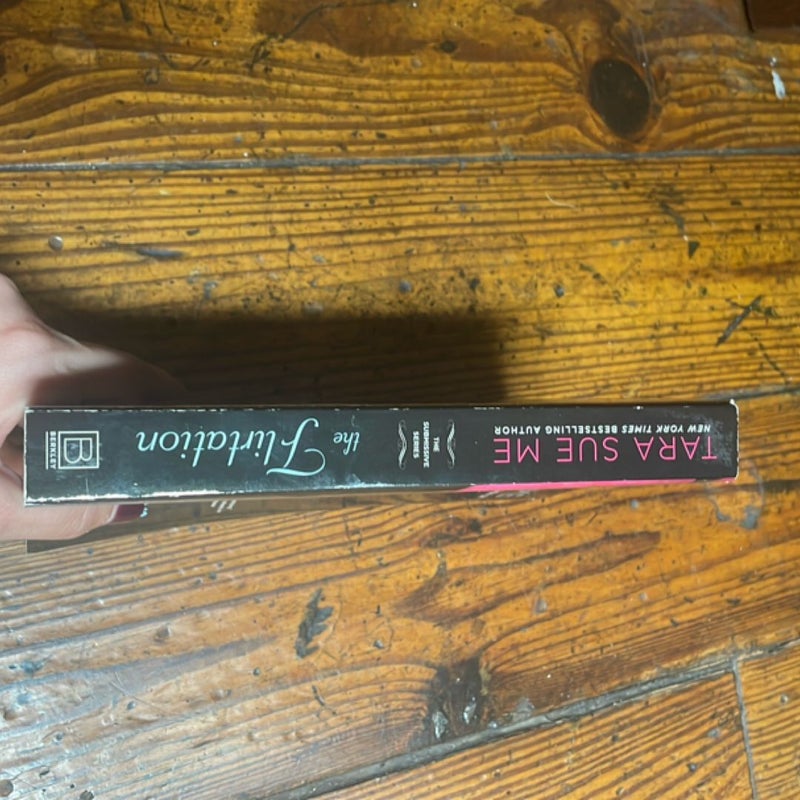 TARA SUE ME
NEW YORK TIMES BESTSELLING AUTHOR
THE
SUBMISSIVE
SERIES
the Flirtation
B
BERKLEY